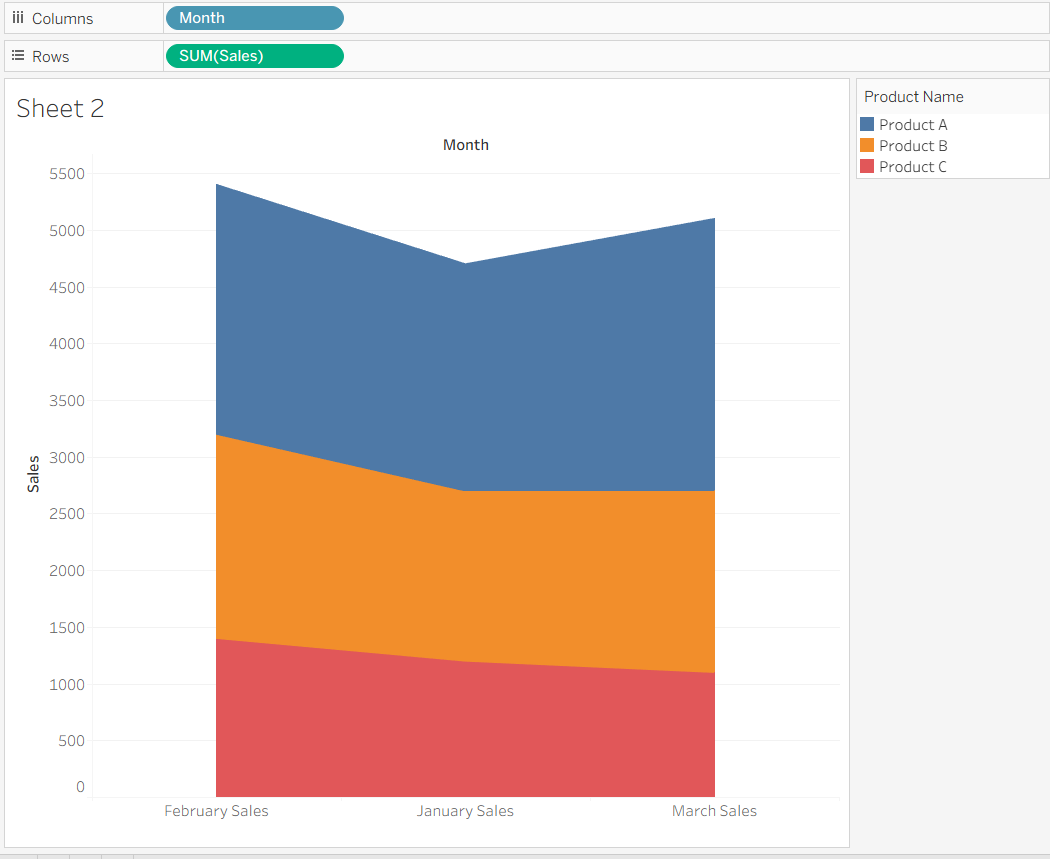 Columns
Month
Rows
SUM(Sales)
Sheet 2
Month
5500
5000
4500
4000
3500
3000
2500
2000
1500
1000
500
0
Sales
February Sales January Sales March Sales
Product Name
Product A
Product B
Product C